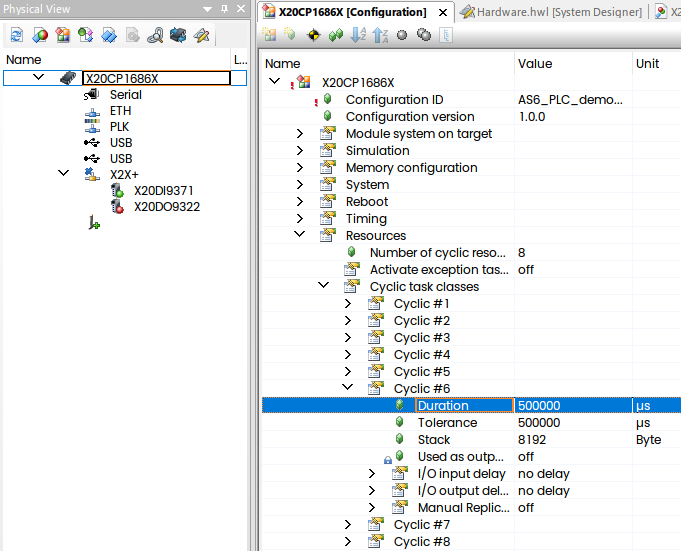 Physical View
Name L...
X20CP1686X
Serial
ETH
PLK
USB
USB
X2X+
X20DI9371
X20DO9322
X20CP1686X [Configuration] Hardware.hwl [System Designer] X
Name Value Unit
X20CP1686X
Configuration ID AS6_PLC_demo...
Configuration version 1.0.0
Module system on target
Simulation
Memory configuration
System
Reboot
Timing
Resources
Number of cyclic reso... 8
Activate exception tas... off
Cyclic task classes
Cyclic #1
Cyclic #2
Cyclic #3
Cyclic #4
Cyclic #5
Cyclic #6
Duration 500000 µs
Tolerance 500000 µs
Stack 8192 Byte
Used as outp... off
I/O input delay no delay
I/O output del... no delay
Manual Replic... off
Cyclic #7
Cyclic #8